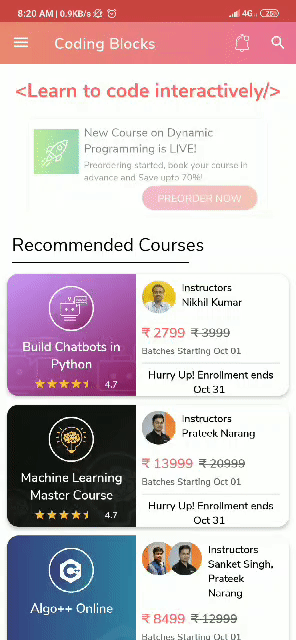 8:20 AM | 0.9KB/s
4G
26
Coding Blocks
<Learn to code interactively/>
New Course on Dynamic
Programming is LIVE!
Preordering started, book your course in
advance and Save upto 70%!
PREORDER NOW
Recommended Courses
Build Chatbots in
Python
4.7
Instructors
Nikhil Kumar
₹ 2799 ₹ 3999
Batches Starting Oct 01
Hurry Up! Enrollment ends
Oct 31
Machine Learning
Master Course
4.7
Instructors
Prateek Narang
₹ 13999 ₹ 20999
Batches Starting Oct 01
Hurry Up! Enrollment ends
Oct 31
Algo++ Online
Instructors
Sanket Singh,
Prateek
Narang
₹ 8499 ₹ 12999
Batches Starting Oct 01